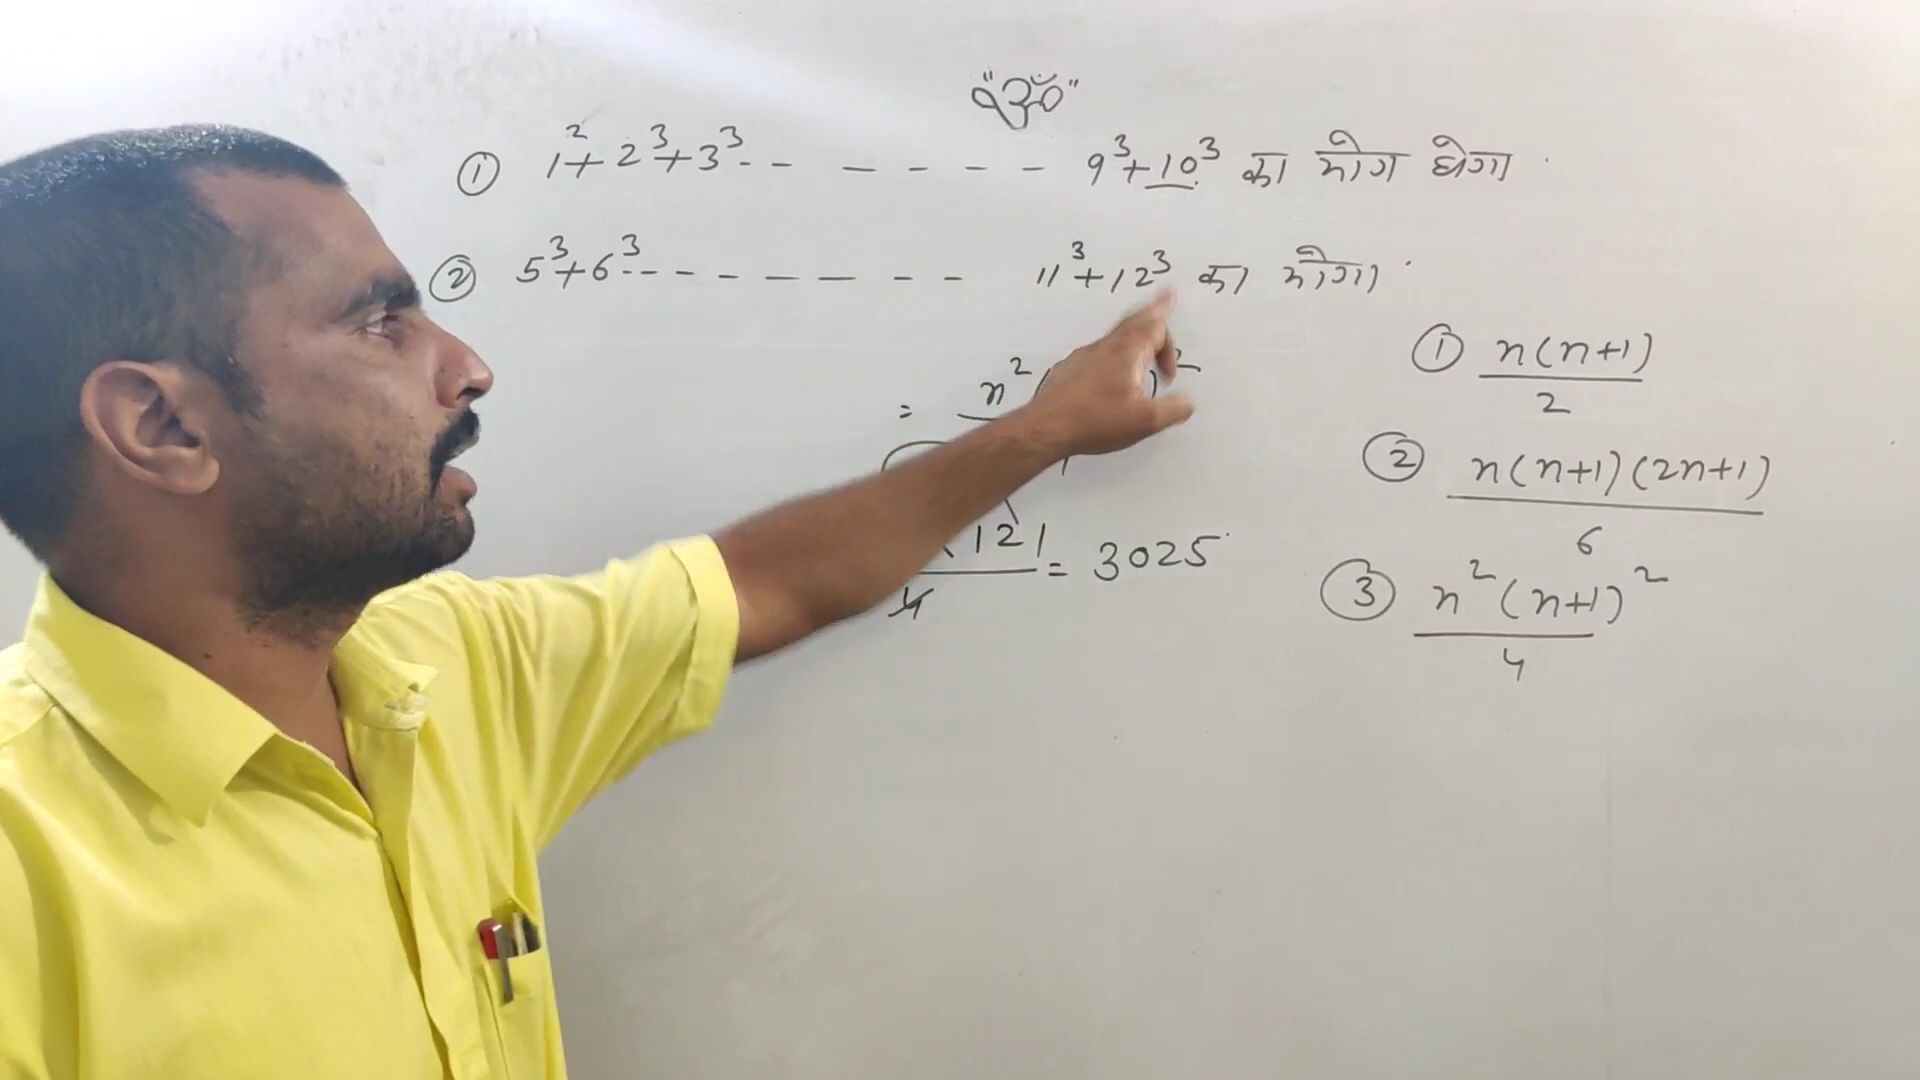 "ॐ"
① 1²+2³+3³-- - - - - 9³+10³ का योग होगा
② 5³+6³-------- 11³+12³ का योग।
① n(n+1)/2
= n² ( )²
② n(n+1)(2n+1)/6
121/4 = 3025
③ n²(n+1)²/4